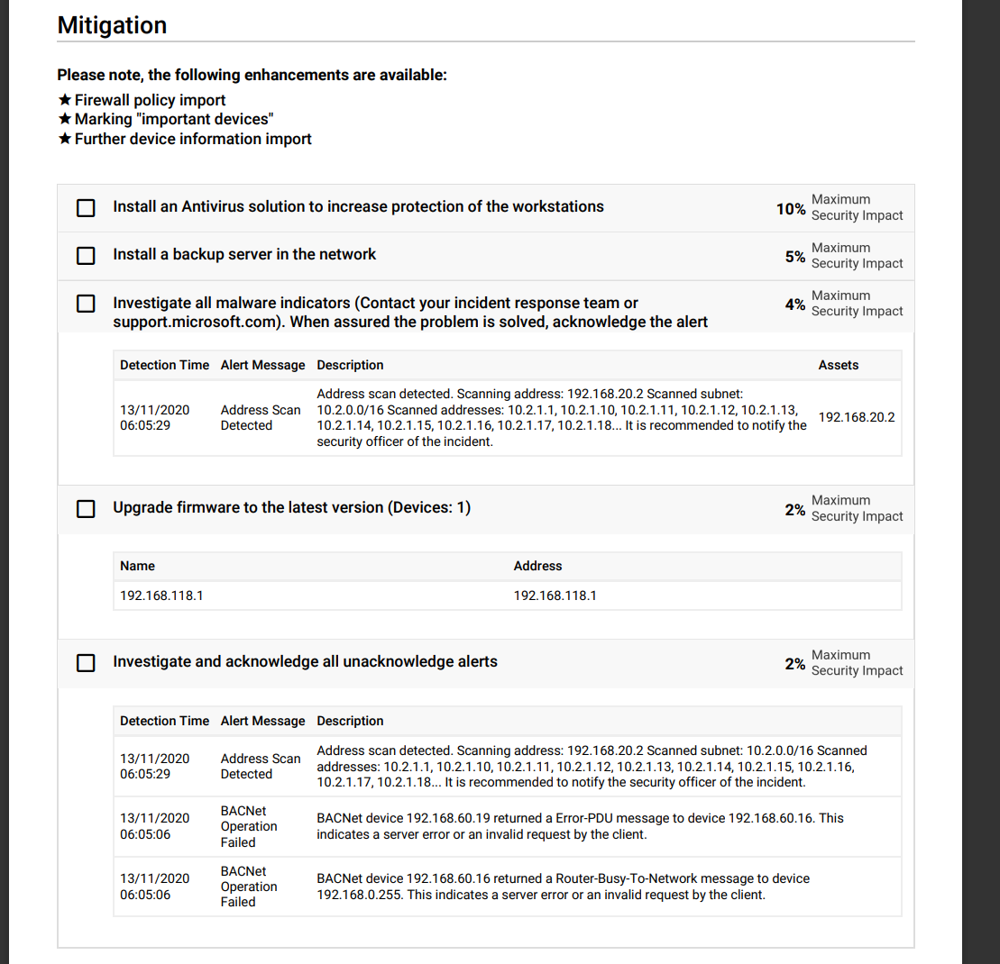 Mitigation
Please note, the following enhancements are available:
★ Firewall policy import
★ Marking "important devices"
★ Further device information import
Install an Antivirus solution to increase protection of the workstations
10% Maximum
Security Impact
Install a backup server in the network
5% Maximum
Security Impact
Investigate all malware indicators (Contact your incident response team or
support.microsoft.com). When assured the problem is solved, acknowledge the alert
4% Maximum
Security Impact
Detection Time Alert Message Description Assets
13/11/2020
06:05:29
Address Scan
Detected
Address scan detected. Scanning address: 192.168.20.2 Scanned subnet:
10.2.0.0/16 Scanned addresses: 10.2.1.1, 10.2.1.10, 10.2.1.11, 10.2.1.12, 10.2.1.13,
10.2.1.14, 10.2.1.15, 10.2.1.16, 10.2.1.17, 10.2.1.18... It is recommended to notify the
security officer of the incident.
192.168.20.2
Upgrade firmware to the latest version (Devices: 1)
2% Maximum
Security Impact
Name Address
192.168.118.1 192.168.118.1
Investigate and acknowledge all unacknowledge alerts
2% Maximum
Security Impact
Detection Time Alert Message Description
13/11/2020
06:05:29
Address Scan
Detected
Address scan detected. Scanning address: 192.168.20.2 Scanned subnet: 10.2.0.0/16 Scanned
addresses: 10.2.1.1, 10.2.1.10, 10.2.1.11, 10.2.1.12, 10.2.1.13, 10.2.1.14, 10.2.1.15, 10.2.1.16,
10.2.1.17, 10.2.1.18... It is recommended to notify the security officer of the incident.
13/11/2020
06:05:06
BACNet
Operation
Failed
BACNet device 192.168.60.19 returned a Error-PDU message to device 192.168.60.16. This
indicates a server error or an invalid request by the client.
13/11/2020
06:05:06
BACNet
Operation
Failed
BACNet device 192.168.60.16 returned a Router-Busy-To-Network message to device
192.168.0.255. This indicates a server error or an invalid request by the client.